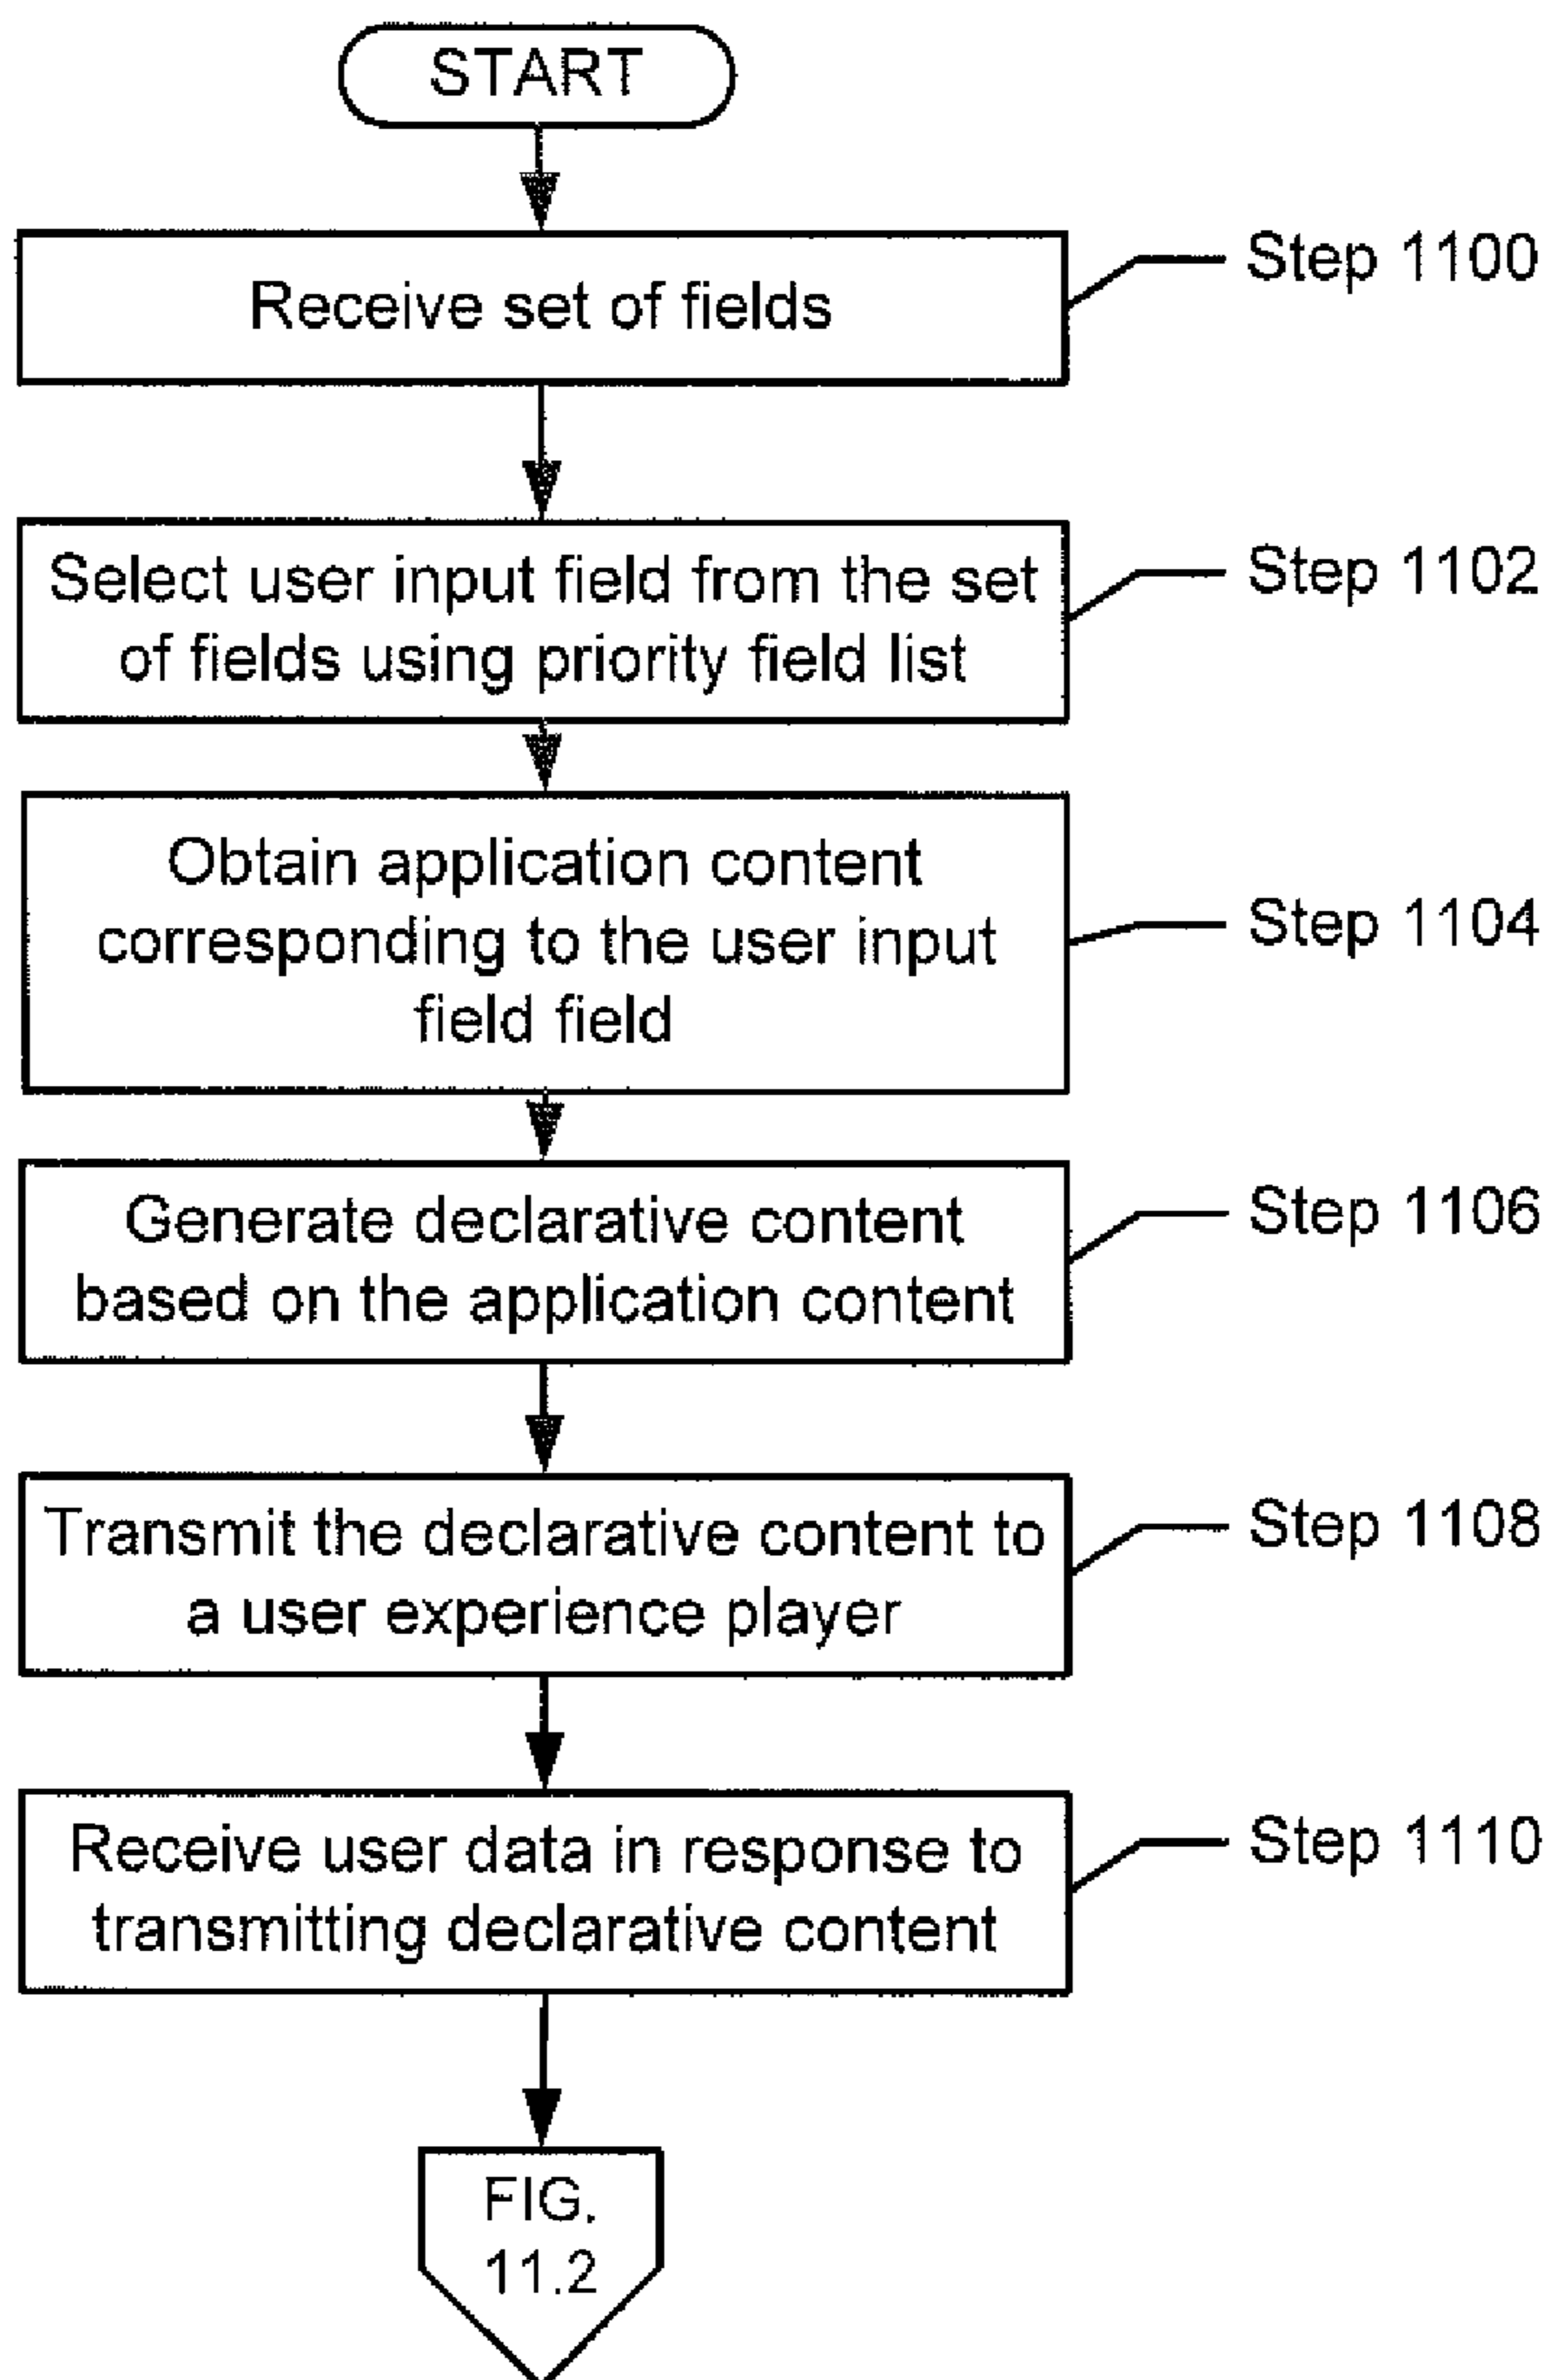 START
Receive set of fields
Step 1100
Select user input field from the set
of fields using priority field list
Step 1102
Obtain application content
corresponding to the user input
field field
Step 1104
Generate declarative content
based on the application content
Step 1106
Transmit the declarative content to
a user experience player
Step 1108
Receive user data in response to
transmitting declarative content
Step 1110
FIG.
11.2